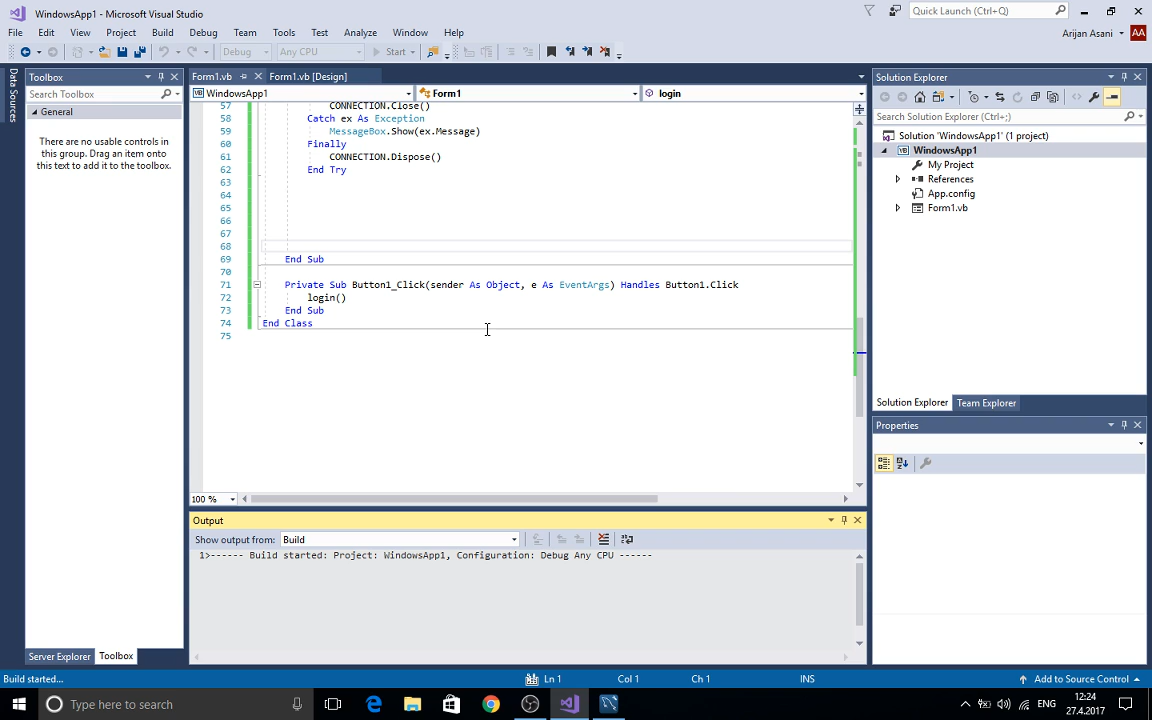 WindowsApp1 - Microsoft Visual Studio
Quick Launch (Ctrl+Q)
File Edit View Project Build Debug Team Tools Test Analyze Window Help
Arijan Asani AA
Debug Any CPU Start
Data Sources
Toolbox
Search Toolbox
General
There are no usable controls in
this group. Drag an item onto
this text to add it to the toolbox.
Server Explorer Toolbox
Form1.vb Form1.vb [Design]
VB WindowsApp1 Form1 login
57 CONNECTION.Close()
58 Catch ex As Exception
59 MessageBox.Show(ex.Message)
60 Finally
61 CONNECTION.Dispose()
62 End Try
63
64
65
66
67
68
69 End Sub
70
71 Private Sub Button1_Click(sender As Object, e As EventArgs) Handles Button1.Click
72 login()
73 End Sub
74 End Class
75
100 %
Output
Show output from: Build
1>------ Build started: Project: WindowsApp1, Configuration: Debug Any CPU ------
Solution Explorer
Search Solution Explorer (Ctrl+;)
Solution 'WindowsApp1' (1 project)
VB WindowsApp1
My Project
References
App.config
Form1.vb
Solution Explorer Team Explorer
Properties
Build started... Ln 1 Col 1 Ch 1 INS Add to Source Control
Type here to search
ENG
12:24
27.4.2017